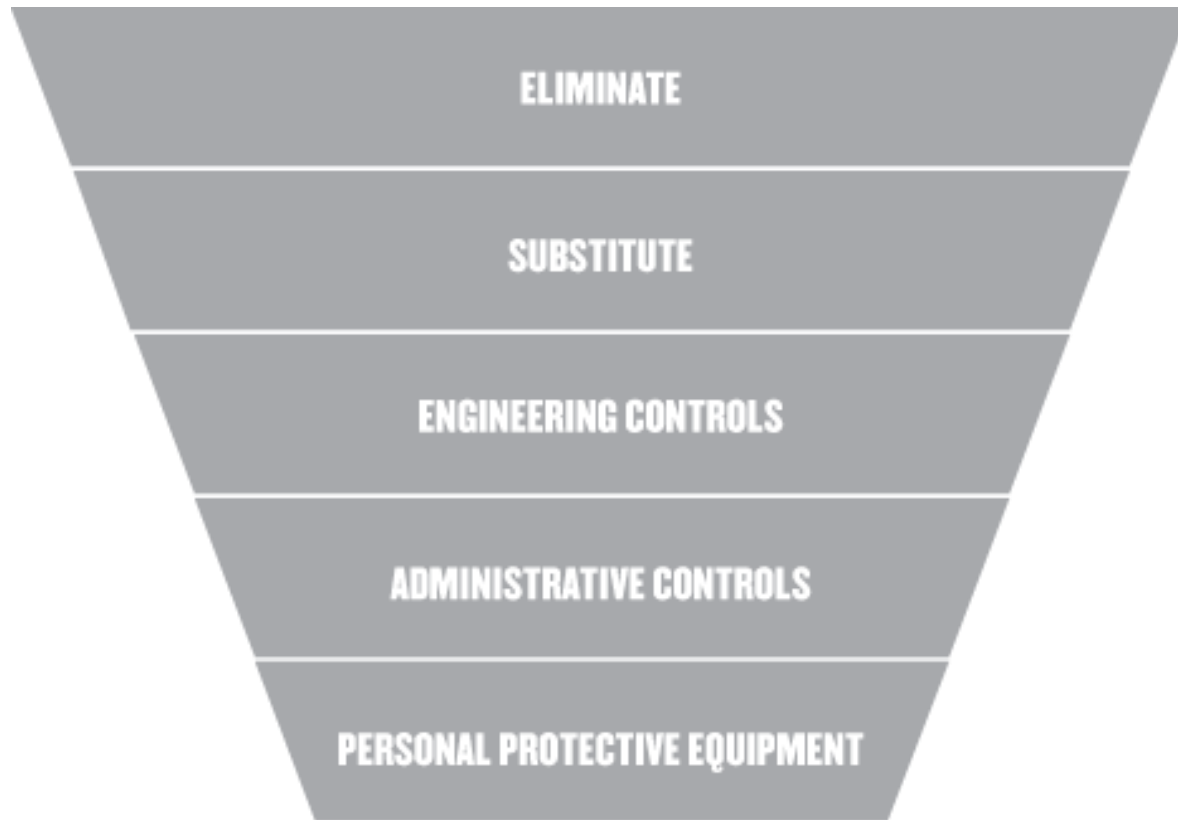 ELIMINATE
SUBSTITUTE
ENGINEERING CONTROLS
ADMINISTRATIVE CONTROLS
PERSONAL PROTECTIVE EQUIPMENT